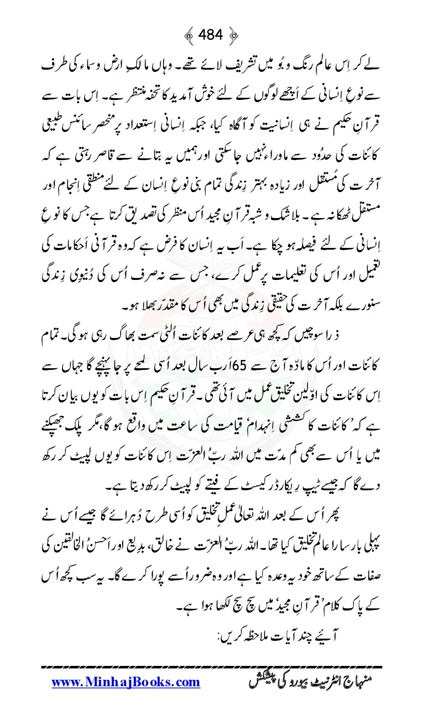 ﴿ 484 ﴾
لے کر اِس عالم رنگ و بُو میں تشریف لائے تھے۔ وہاں مالکِ ارض و سماء کی طرف
سے نوعِ اِنسانی کے اَچھے لوگوں کے لئے خوش آمدید کا تحفہ منتظر ہے۔ اِس بات سے
قرآنِ حکیم نے ہی اِنسانیت کو آگاہ کیا، جبکہ اِنسانی اِستعداد پر منحصر سائنس طبیعی
کائنات کی حدُود سے ماوراء نہیں جا سکتی اور ہمیں یہ بتانے سے قاصر رہتی ہے کہ
آخرت کی مُستقل اور زیادہ بہتر زِندگی تمام بنی نوعِ اِنسان کے لئے منطقی اِنجام اور
مستقل ٹھکانہ ہے۔ بلاشک و شبہ قرآنِ مجید اُس منظر کی تصدیق کرتا ہے جس کا نوعِ
اِنسانی کے لئے فیصلہ ہو چکا ہے۔ اَب یہ اِنسان کا فرض ہے کہ وہ قرآنی اَحکامات کی
تعمیل اور اُس کی تعلیمات پر عمل کرے، جس سے نہ صرف اُس کی دُنیوی زِندگی
سنورے بلکہ آخرت کی حقیقی زِندگی میں بھی اُس کا مقدّر بھلا ہو۔
ذرا سوچیں کہ کچھ ہی عرصے بعد کائنات اُلٹی سمت بھاگ رہی ہو گی۔ تمام
کائنات اور اُس کا مادّہ آج سے 65 اَرب سال بعد اُسی لمحے پر جا پہنچے گا جہاں سے
اِس کائنات کی اوّلین تخلیق عمل میں آئی تھی۔ قرآنِ حکیم اِس بات کو یوں بیان کرتا
ہے کہ ’کائنات کا کششی اِنہدام‘ قیامت کی ساعت میں واقع ہو گا، مگر پلک جھپکنے
میں یا اُس سے بھی کم مدّت میں اللہ ربُّ العزّت اِس کائنات کو یوں لپیٹ کر رکھ
دے گا کہ جیسے ٹیپ ریکارڈر کیسٹ کے فیتے کو لپیٹ کر رکھ دیتا ہے۔
پھر اُس کے بعد اللہ تعالیٰ عملِ تخلیق کو اُسی طرح دُہرائے گا جیسے اُس نے
پہلی بار سارا عالم تخلیق کیا تھا۔ اللہ ربُّ العزّت نے خالق، بدیع اور اَحسنُ الخالقین کی
صفات کے ساتھ خود یہ وعدہ کیا ہے اور وہ ضرور اُسے پورا کرے گا۔ یہ سب کچھ اُس
کے پاک کلام ’قرآنِ مجید‘ میں سچ سچ لکھا ہوا ہے۔
آئیے چند آیات ملاحظہ کریں:
منہاج انٹرنیٹ بیورو کی پیشکش www.MinhajBooks.com